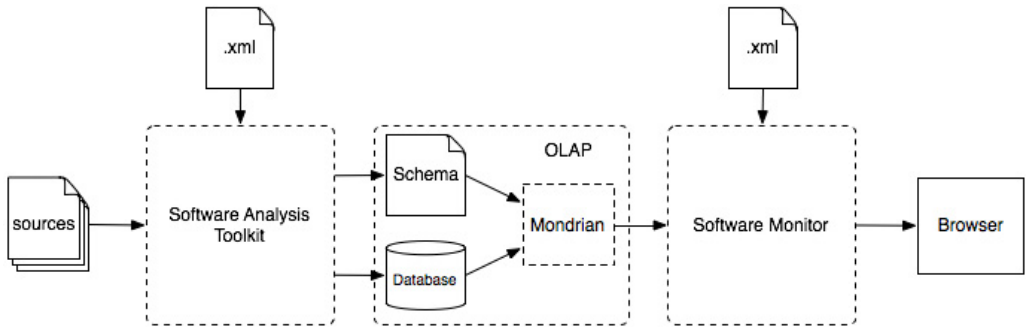 .xml
.xml
OLAP
Schema
sources
Software Analysis
Toolkit
Mondrian
Software Monitor
Browser
Database